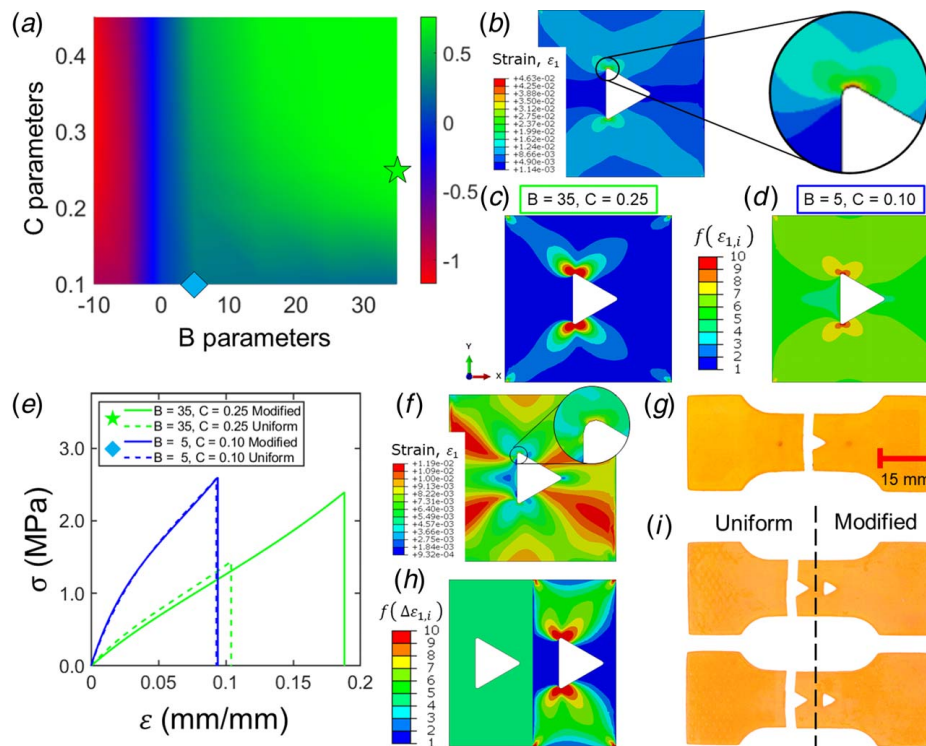 (a)
C parameters
0.4
0.3
0.2
0.1
-10 0 10 20 30
B parameters
0.5
0
-0.5
-1
(b)
Strain, ε₁
+4.63e-02
+4.25e-02
+3.88e-02
+3.50e-02
+3.12e-02
+2.75e-02
+2.37e-02
+1.99e-02
+1.62e-02
+1.24e-02
+8.66e-03
+4.90e-03
+1.14e-03
(c)
B = 35, C = 0.25
Y
X
(d)
B = 5, C = 0.10
f(ε₁,ᵢ)
10
9
8
7
6
5
4
3
2
1
(e)
B = 35, C = 0.25 Modified
B = 35, C = 0.25 Uniform
B = 5, C = 0.10 Modified
B = 5, C = 0.10 Uniform
σ (MPa)
3.0
2.0
1.0
0.0
0 0.05 0.1 0.15 0.2
ε (mm/mm)
(f)
Strain, ε₁
+1.19e-02
+1.09e-02
+1.00e-02
+9.13e-03
+8.22e-03
+7.31e-03
+6.40e-03
+5.49e-03
+4.57e-03
+3.66e-03
+2.75e-03
+1.84e-03
+9.32e-04
(g)
15 mm
(h)
f(Δε₁,ᵢ)
10
9
8
7
6
5
4
3
2
1
(i)
Uniform Modified